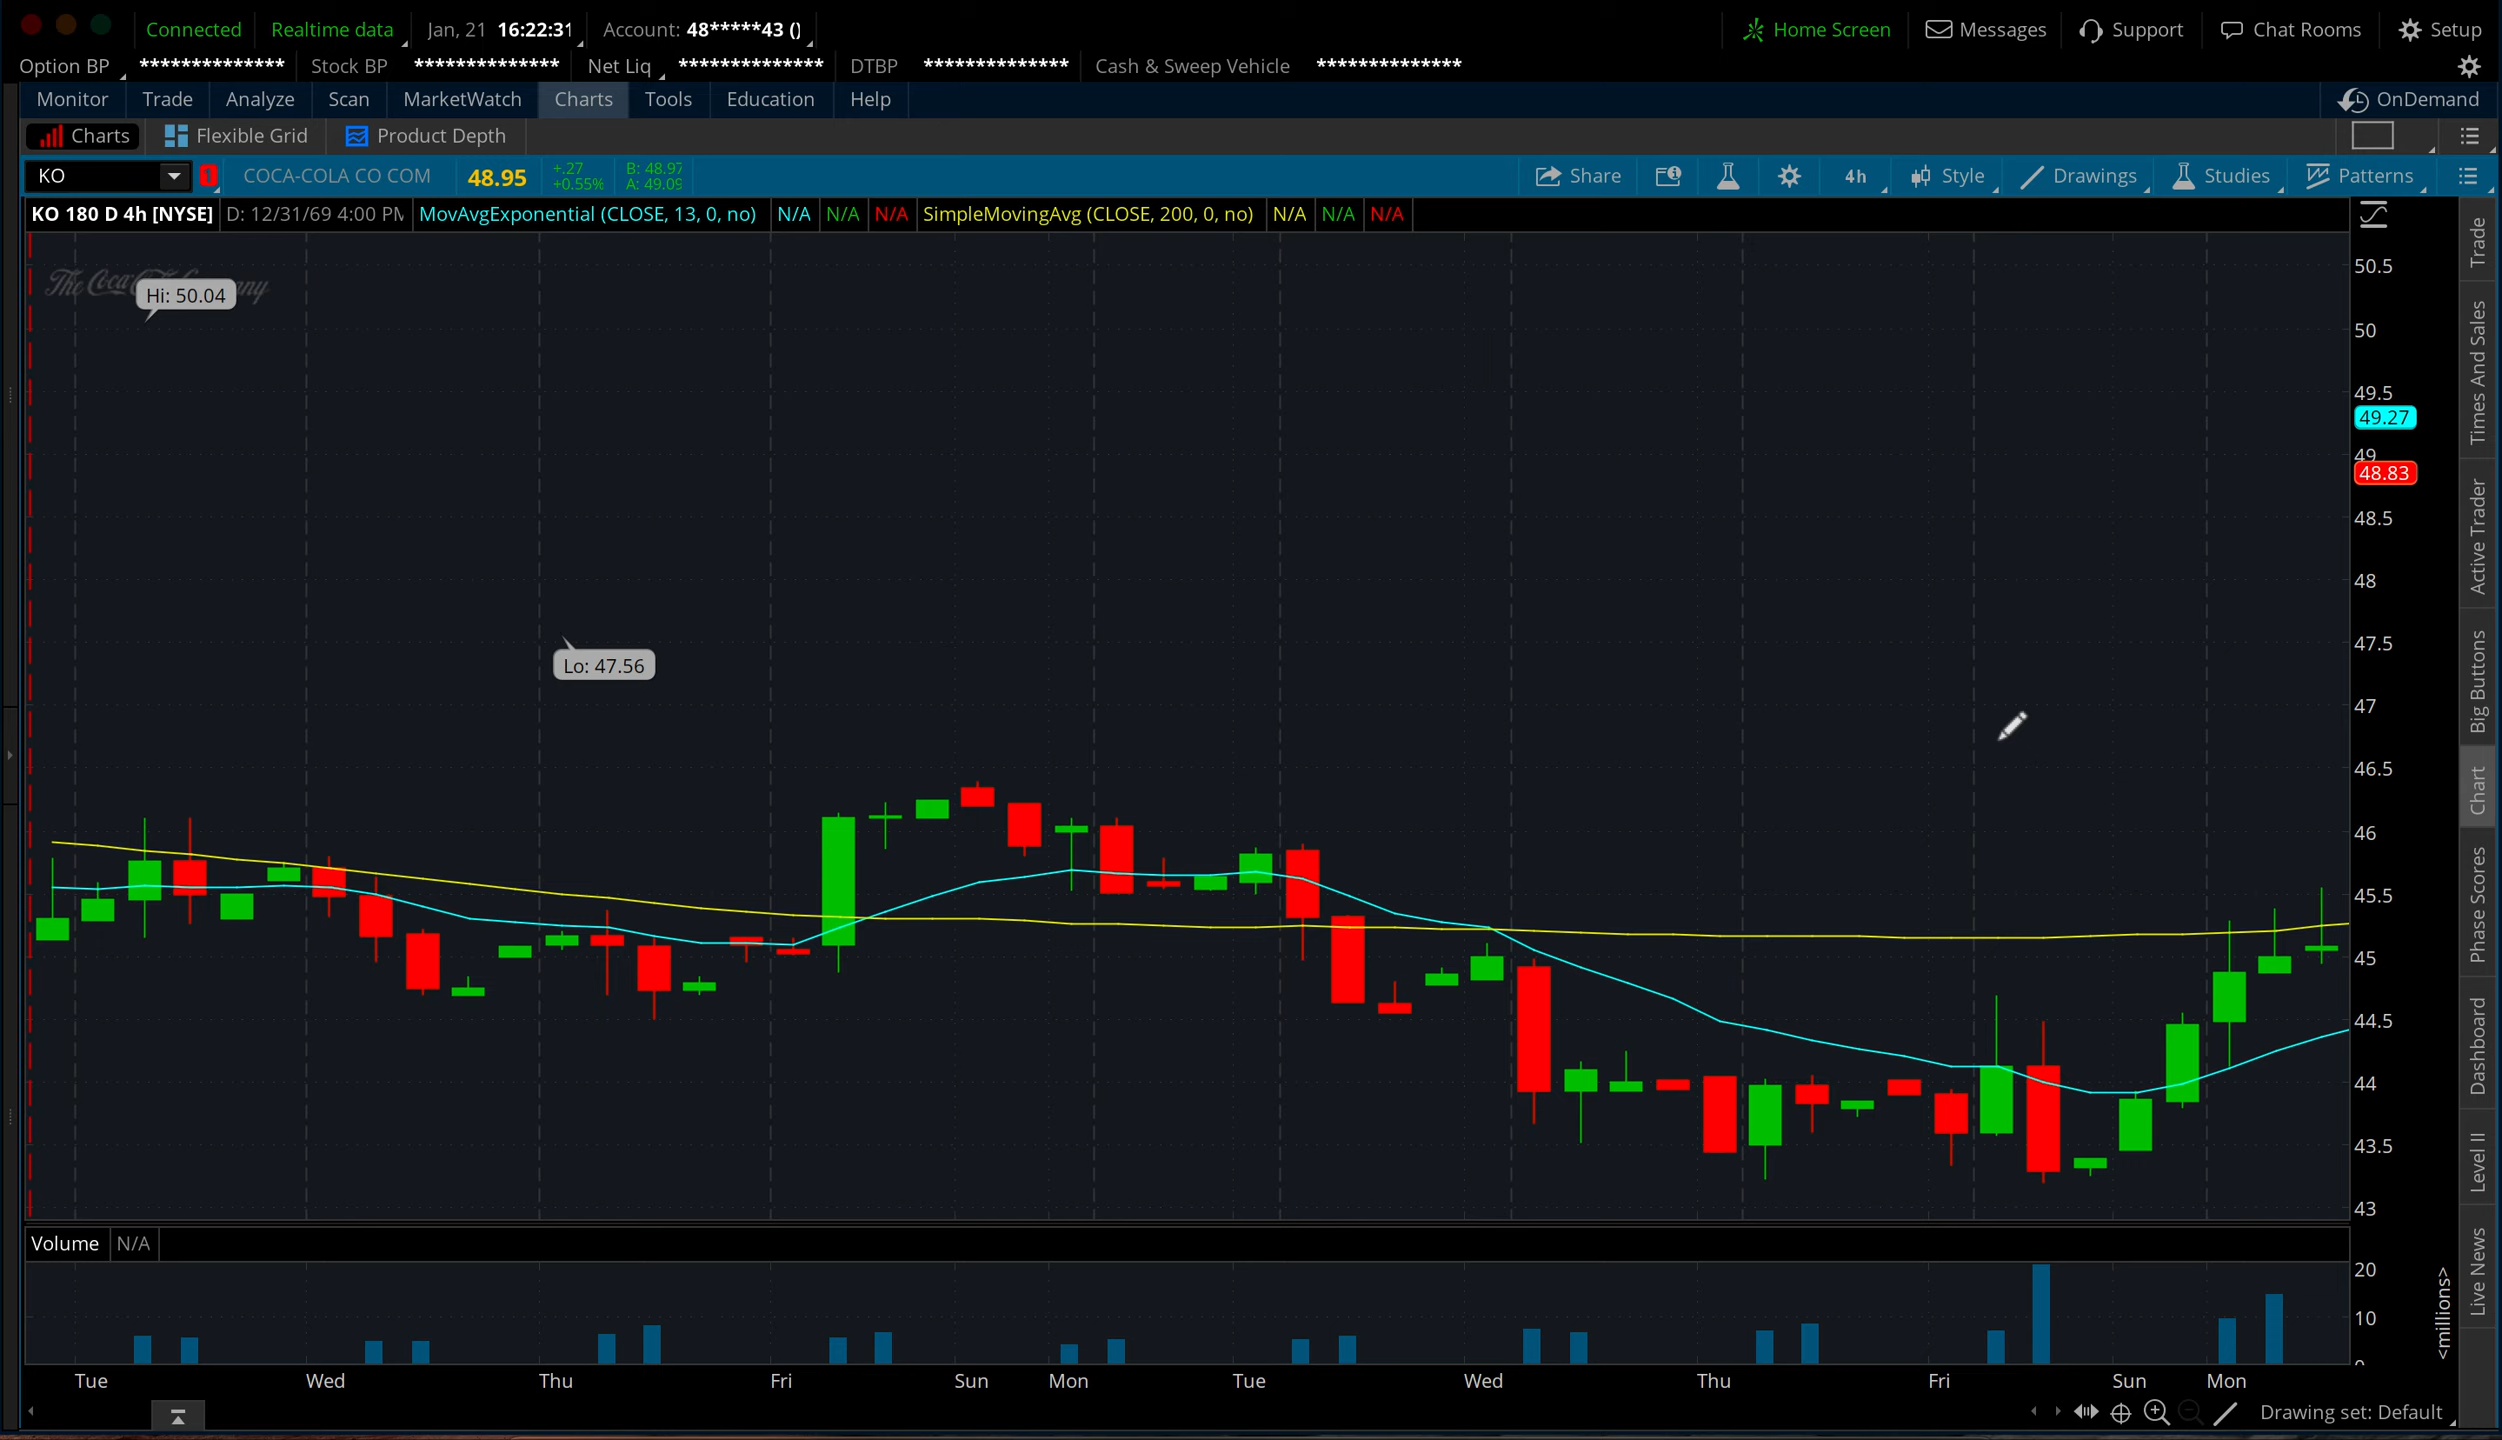 Connected Realtime data Jan, 21 16:22:31 Account: 48*****43 () Home Screen Messages Support Chat Rooms Setup
Option BP ************** Stock BP ************** Net Liq ************** DTBP ************** Cash & Sweep Vehicle **************
Monitor Trade Analyze Scan MarketWatch Charts Tools Education Help OnDemand
Charts Flexible Grid Product Depth
KO 1 COCA-COLA CO COM 48.95 +.27 B: 48.97 Share 4h Style Drawings Studies Patterns
+0.55% A: 49.09
KO 180 D 4h [NYSE] D: 12/31/69 4:00 PM MovAvgExponential (CLOSE, 13, 0, no) N/A N/A N/A SimpleMovingAvg (CLOSE, 200, 0, no) N/A N/A N/A
Hi: 50.04
Lo: 47.56
50.5
50
49.5
49.27
49
48.83
48.5
48
47.5
47
46.5
46
45.5
45
44.5
44
43.5
43
Trade
Times And Sales
Active Trader
Big Buttons
Chart
Phase Scores
Dashboard
Level II
Live News
Volume N/A
20
10
<millions>
Tue Wed Thu Fri Sun Mon Tue Wed Thu Fri Sun Mon
Drawing set: Default